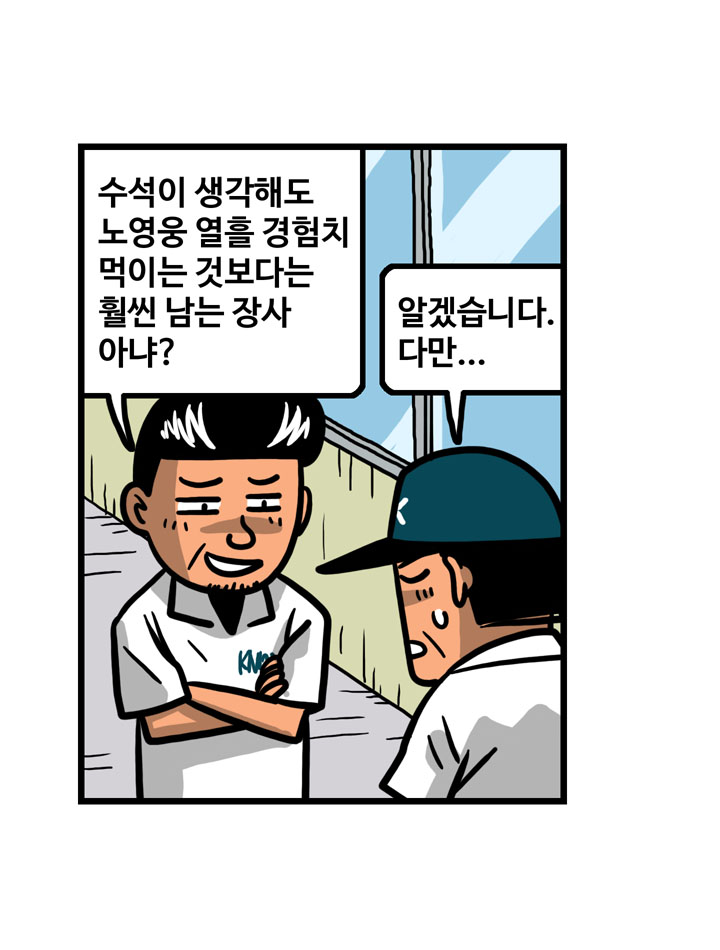 수석이 생각해도
노영웅 열흘 경험치
먹이는 것보다는
훨씬 남는 장사
아냐?
알겠습니다.
다만...
K